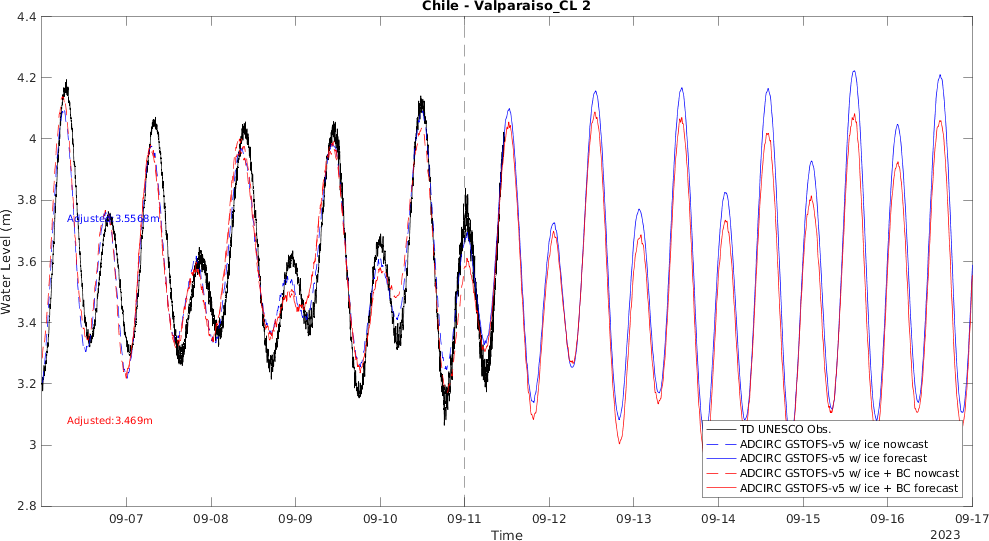 Chile - Valparaiso_CL 2
4.4
4.2
4
3.8
3.6
3.4
3.2
3
2.8
Water Level (m)
Adjusted:3.5568m
Adjusted:3.469m
TD UNESCO Obs.
ADCIRC GSTOFS-v5 w/ ice nowcast
ADCIRC GSTOFS-v5 w/ ice forecast
ADCIRC GSTOFS-v5 w/ ice + BC nowcast
ADCIRC GSTOFS-v5 w/ ice + BC forecast
09-07 09-08 09-09 09-10 09-11 09-12 09-13 09-14 09-15 09-16 09-17
Time
2023